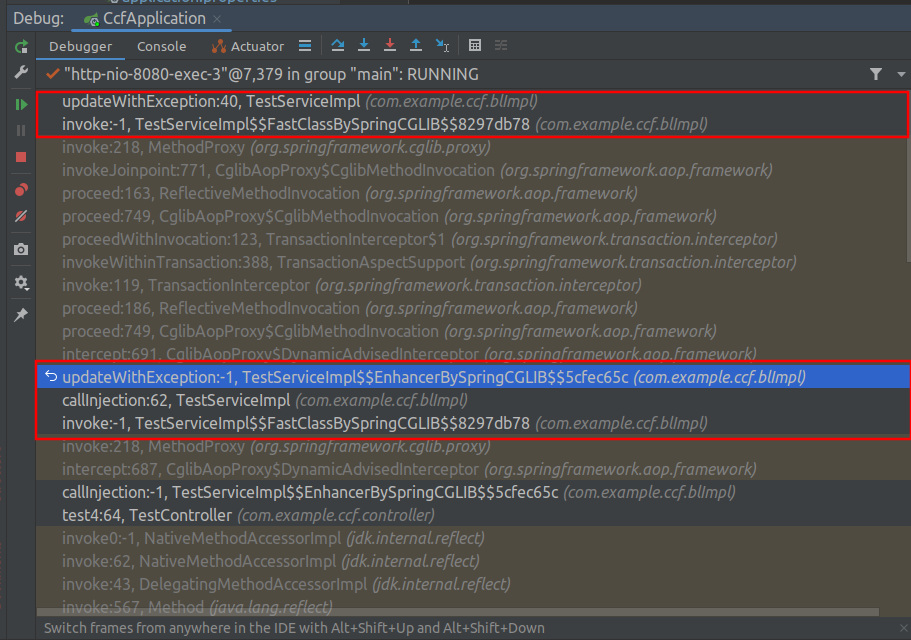 application.properties
Debug: CcfApplication ×
Debugger Console Actuator
"http-nio-8080-exec-3"@7,379 in group "main": RUNNING
updateWithException:40, TestServiceImpl (com.example.ccf.blImpl)
invoke:-1, TestServiceImpl$$FastClassBySpringCGLIB$$8297db78 (com.example.ccf.blImpl)
invoke:218, MethodProxy (org.springframework.cglib.proxy)
invokeJoinpoint:771, CglibAopProxy$CglibMethodInvocation (org.springframework.aop.framework)
proceed:163, ReflectiveMethodInvocation (org.springframework.aop.framework)
proceed:749, CglibAopProxy$CglibMethodInvocation (org.springframework.aop.framework)
proceedWithInvocation:123, TransactionInterceptor$1 (org.springframework.transaction.interceptor)
invokeWithinTransaction:388, TransactionAspectSupport (org.springframework.transaction.interceptor)
invoke:119, TransactionInterceptor (org.springframework.transaction.interceptor)
proceed:186, ReflectiveMethodInvocation (org.springframework.aop.framework)
proceed:749, CglibAopProxy$CglibMethodInvocation (org.springframework.aop.framework)
intercept:691, CglibAopProxy$DynamicAdvisedInterceptor (org.springframework.aop.framework)
updateWithException:-1, TestServiceImpl$$EnhancerBySpringCGLIB$$5cfec65c (com.example.ccf.blImpl)
callInjection:62, TestServiceImpl (com.example.ccf.blImpl)
invoke:-1, TestServiceImpl$$FastClassBySpringCGLIB$$8297db78 (com.example.ccf.blImpl)
invoke:218, MethodProxy (org.springframework.cglib.proxy)
intercept:687, CglibAopProxy$DynamicAdvisedInterceptor (org.springframework.aop.framework)
callInjection:-1, TestServiceImpl$$EnhancerBySpringCGLIB$$5cfec65c (com.example.ccf.blImpl)
test4:64, TestController (com.example.ccf.controller)
invoke0:-1, NativeMethodAccessorImpl (jdk.internal.reflect)
invoke:62, NativeMethodAccessorImpl (jdk.internal.reflect)
invoke:43, DelegatingMethodAccessorImpl (jdk.internal.reflect)
invoke:567, Method (java.lang.reflect)
Switch frames from anywhere in the IDE with Alt+Shift+Up and Alt+Shift+Down